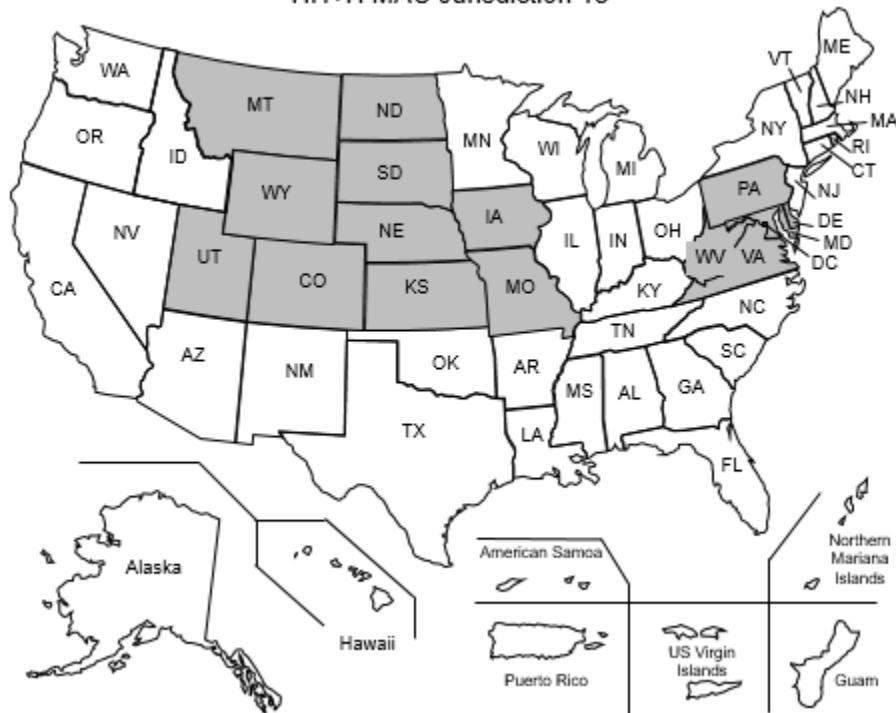 ME
VT
WA
MT
ND
NH
MN
MA
OR
NY
ID
WI
RI
SD
MI
CT
WY
PA
NJ
IA
NE
NV
OH
DE
IL
IN
MD
UT
WV
VA
DC
CO
CA
KS
MO
KY
NC
TN
AZ
OK
SC
NM
AR
MS
AL
GA
TX
LA
FL
American Samoa
Northern
Mariana
Islands
Alaska
Hawaii
US Virgin
Islands
Puerto Rico
Guam